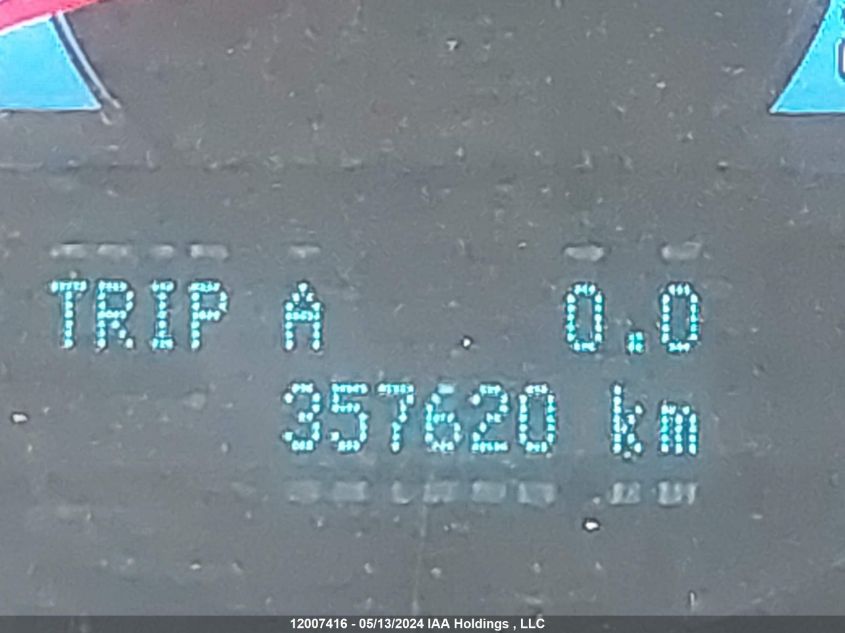 TRIP A 0.0
357620 km
12007416 - 05/13/2024 IAA Holdings , LLC